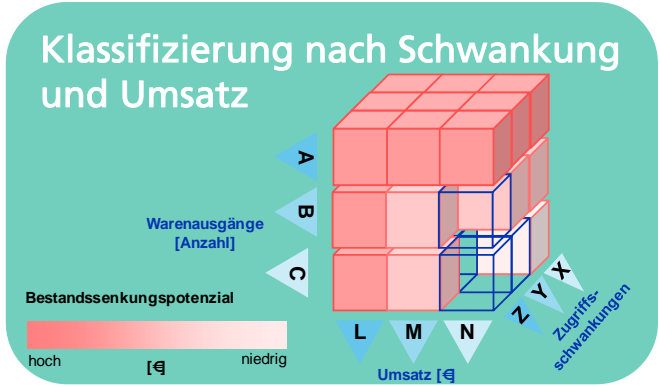 Klassifizierung nach Schwankung
und Umsatz
A
B
C
Warenausgänge
[Anzahl]
Bestandssenkungspotenzial
hoch
[€]
niedrig
L
M
N
Umsatz [€]
Z
Y
X
Zugriffs-
schwankungen